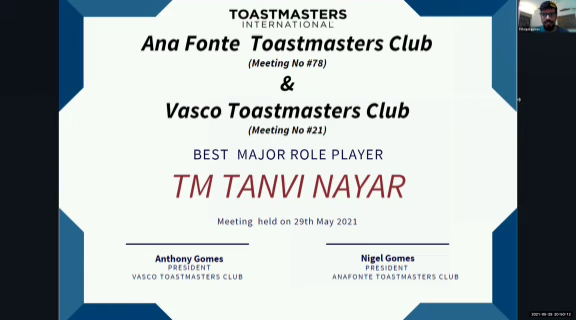 TOASTMASTERS
INTERNATIONAL
Ana Fonte Toastmasters Club
(Meeting No #78)
&
Vasco Toastmasters Club
(Meeting No #21)
BEST MAJOR ROLE PLAYER
TM TANVI NAYAR
Meeting held on 29th May 2021
Anthony Gomes
PRESIDENT
VASCO TOASTMASTERS CLUB
Nigel Gomes
PRESIDENT
ANAFONTE TOASTMASTERS CLUB